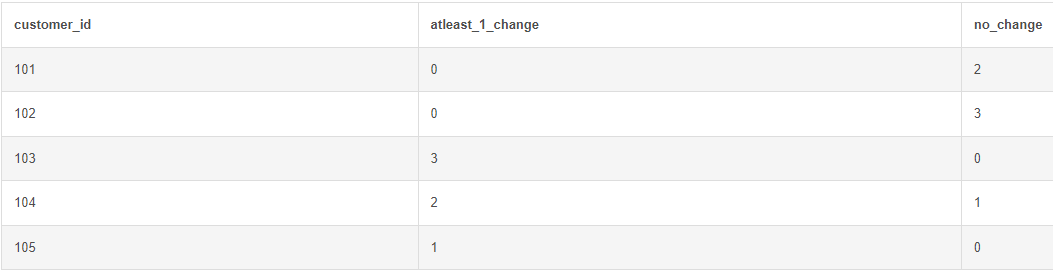 customer_id atleast_1_change no_change
101 0 2
102 0 3
103 3 0
104 2 1
105 1 0